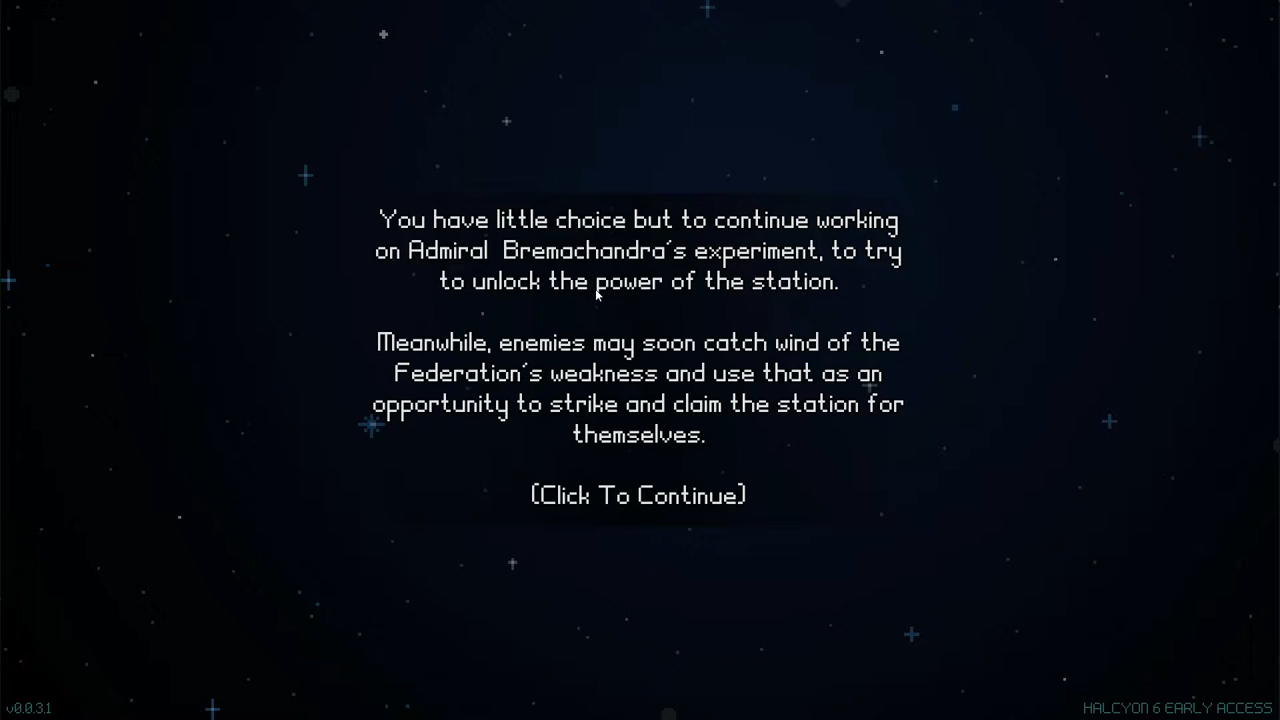 You have little choice but to continue working
on Admiral Bremachandra's experiment, to try
to unlock the power of the station.
Meanwhile, enemies may soon catch wind of the
Federation's weakness and use that as an
opportunity to strike and claim the station for
themselves.
(Click To Continue)
v0.0.3.1
HALCYON 6 EARLY ACCESS